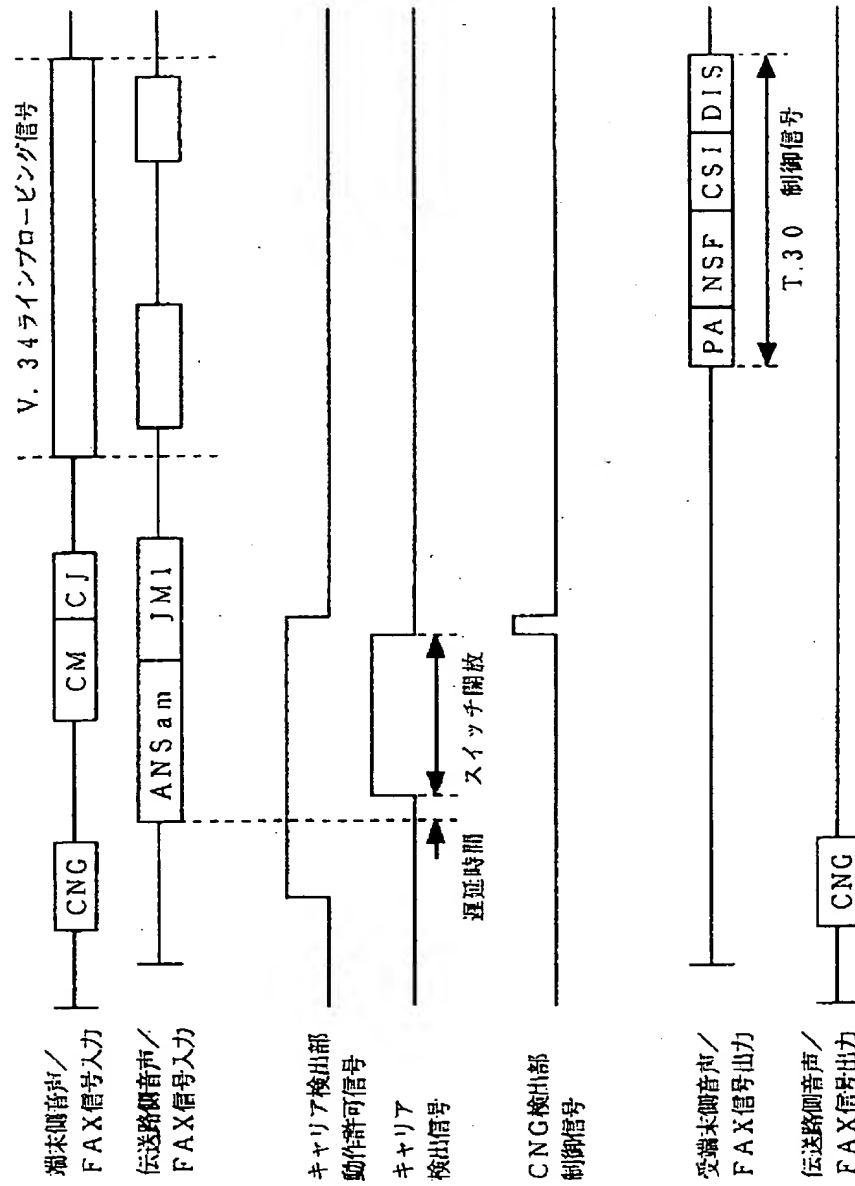 端末側音声／
FAX信号入力
CNG
CM
CJ
V. 34ラインプロービング信号
伝送路側音声／
FAX信号入力
ANSam
JM1
キャリア検出部
動作許可信号
キャリア
検出信号
遅延時間
スイッチ開放
CNG検出部
制御信号
受端末側音声／
FAX信号出力
PA
NSF
CSI
DIS
T.30 制御信号
伝送路側音声／
FAX信号出力
CNG